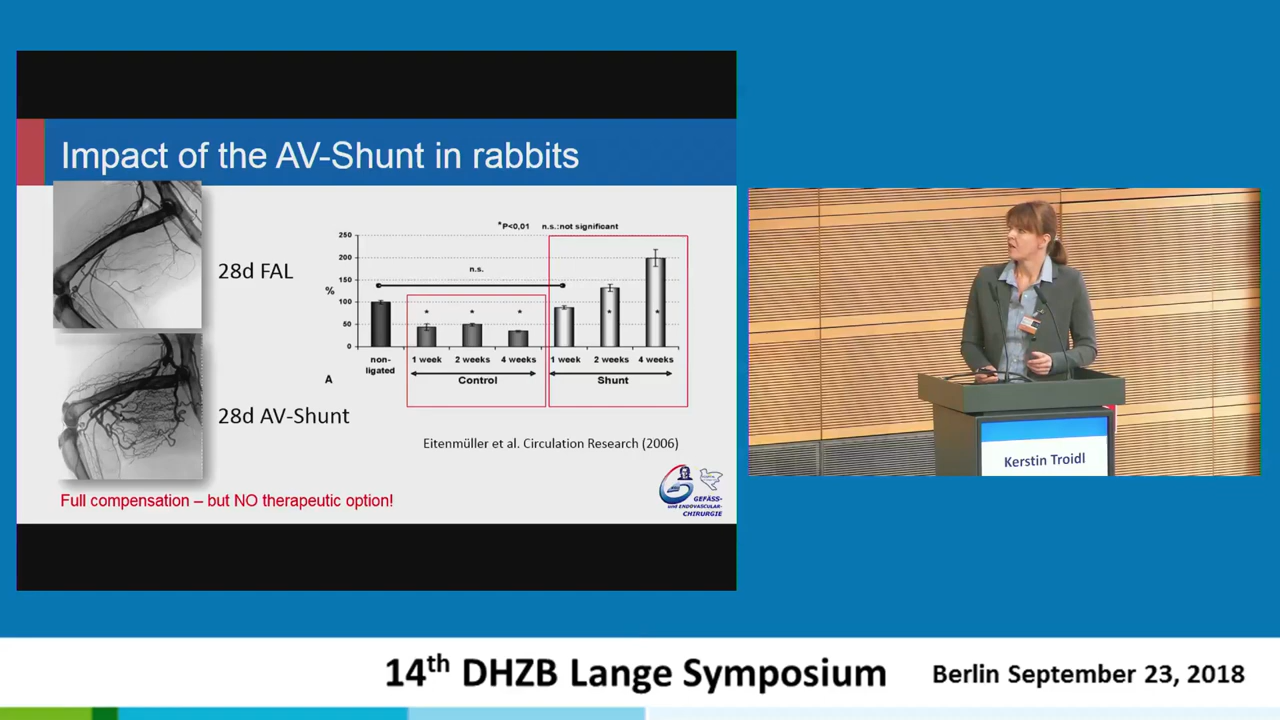 Impact of the AV-Shunt in rabbits
28d FAL
28d AV-Shunt
*P<0,01 n.s.:not significant
250
200
150
100
50
0
%
n.s.
*
*
*
*
*
non-
ligated
1 week
2 weeks
4 weeks
1 week
2 weeks
4 weeks
A
Control
Shunt
Eitenmüller et al. Circulation Research (2006)
Full compensation – but NO therapeutic option!
GEFÄSS-
und ENDOVASCULAR-
CHIRURGIE
Kerstin Troidl
14th DHZB Lange Symposium
Berlin September 23, 2018